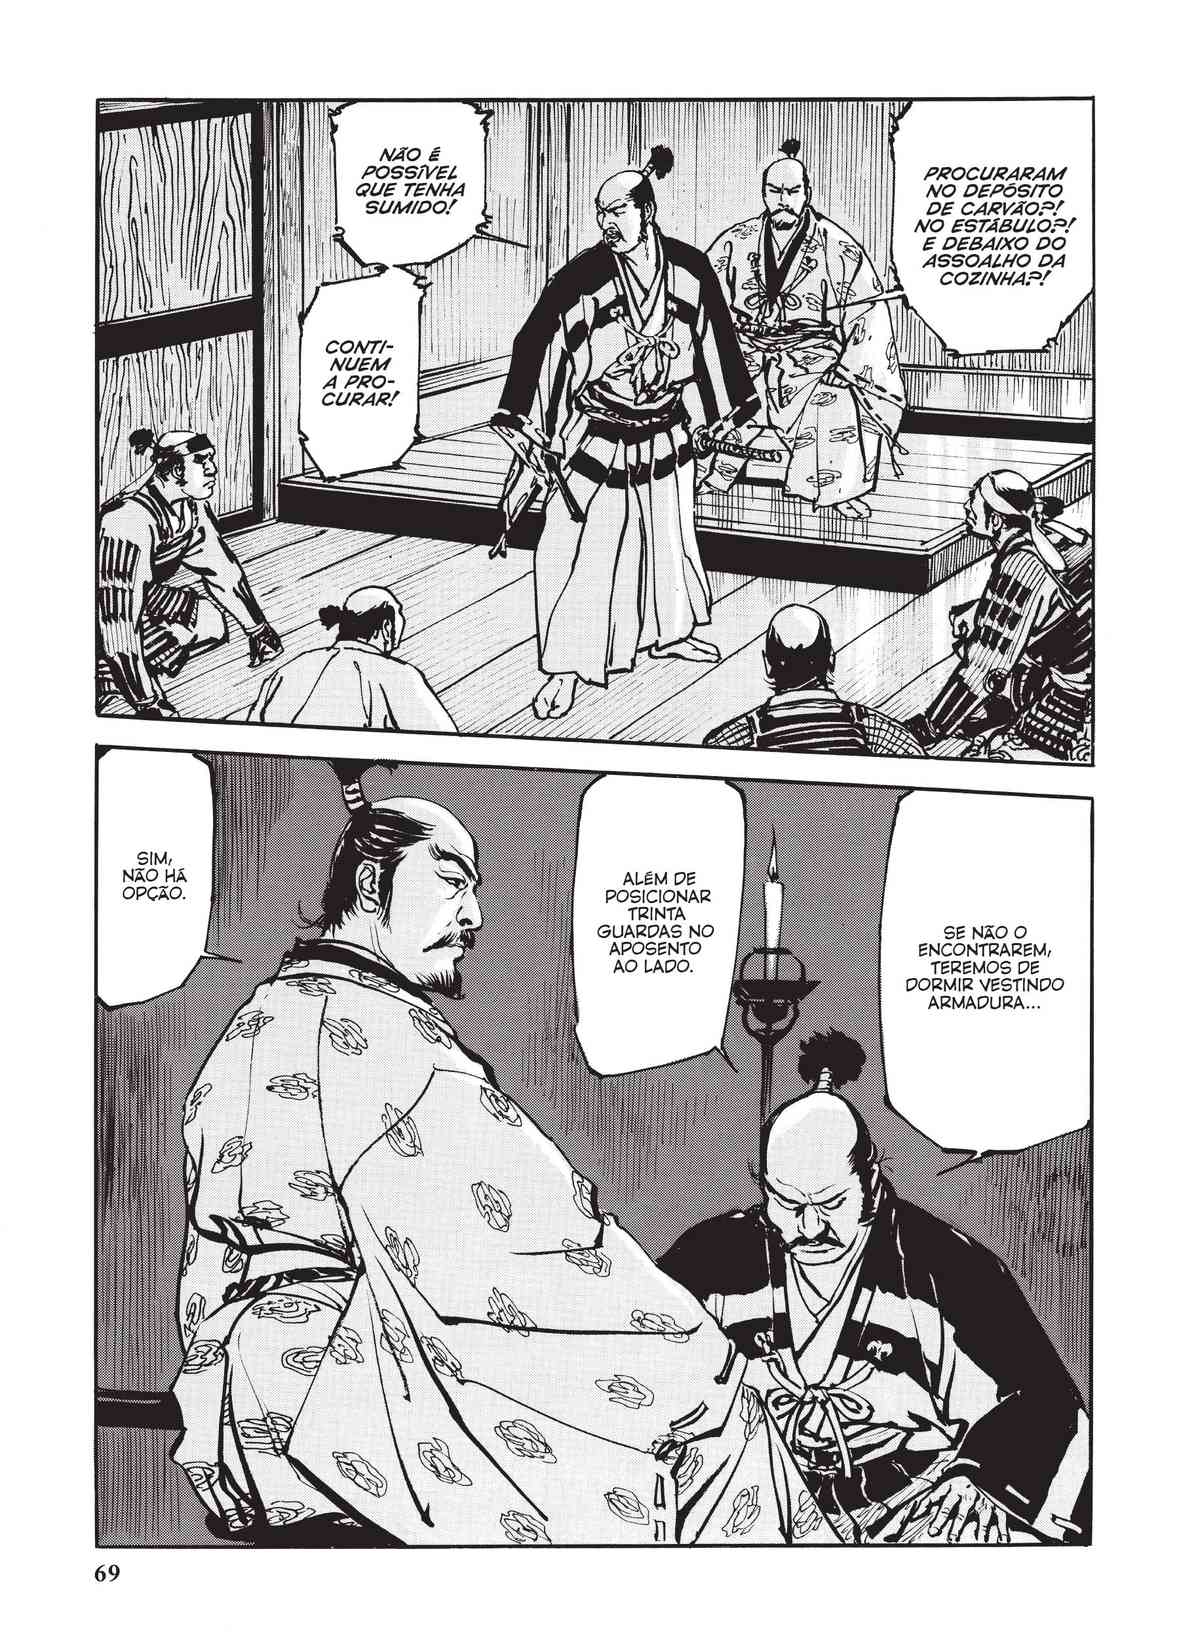 PROCURARAM
NO DEPÓSITO
DE CARVÃO?!
NO ESTÁBULO?!
E DEBAIXO DO
ASSOALHO DA
COZINHA?!
NÃO É
POSSÍVEL
QUE TENHA
SUMIDO!
CONTI-
NUEM
A PRO-
CURAR!
SE NÃO O
ENCONTRAREM,
TEREMOS DE
DORMIR VESTINDO
ARMADURA...
ALÉM DE
POSICIONAR
TRINTA
GUARDAS NO
APOSENTO
AO LADO.
SIM,
NÃO HÁ
OPÇÃO.
69